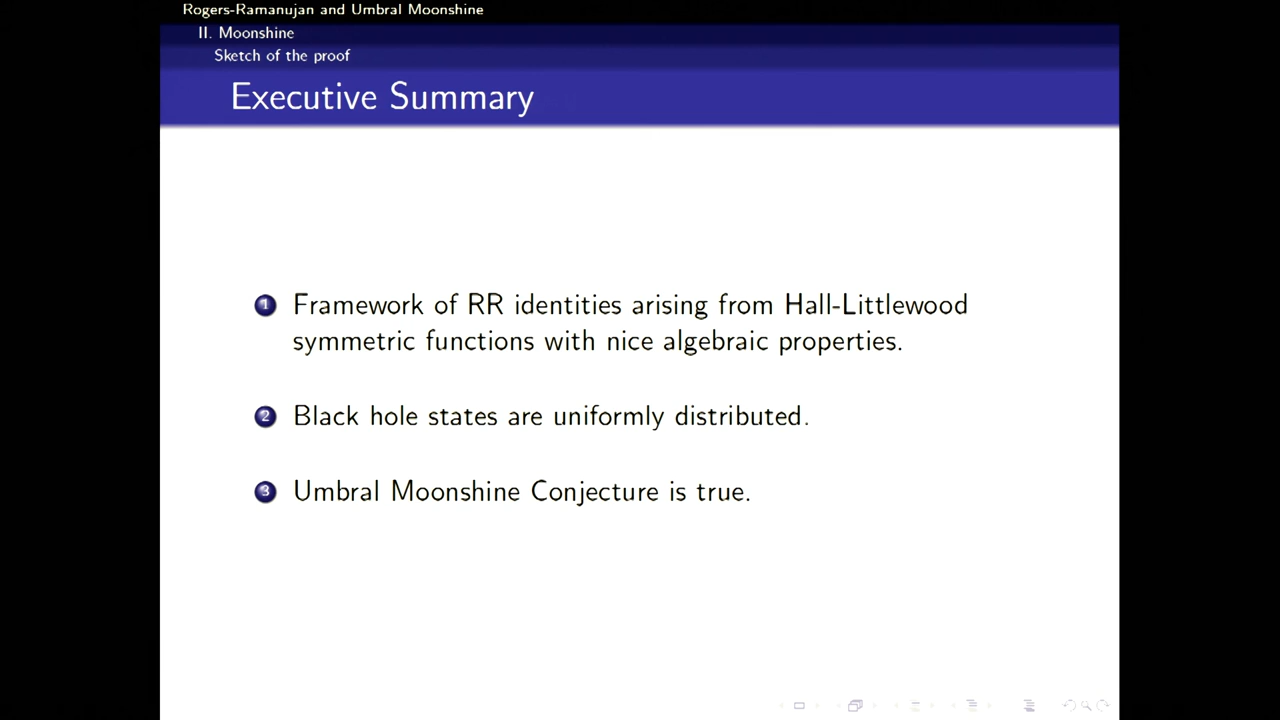 Rogers-Ramanujan and Umbral Moonshine
II. Moonshine
Sketch of the proof
Executive Summary
1 Framework of RR identities arising from Hall-Littlewood
symmetric functions with nice algebraic properties.
2 Black hole states are uniformly distributed.
3 Umbral Moonshine Conjecture is true.